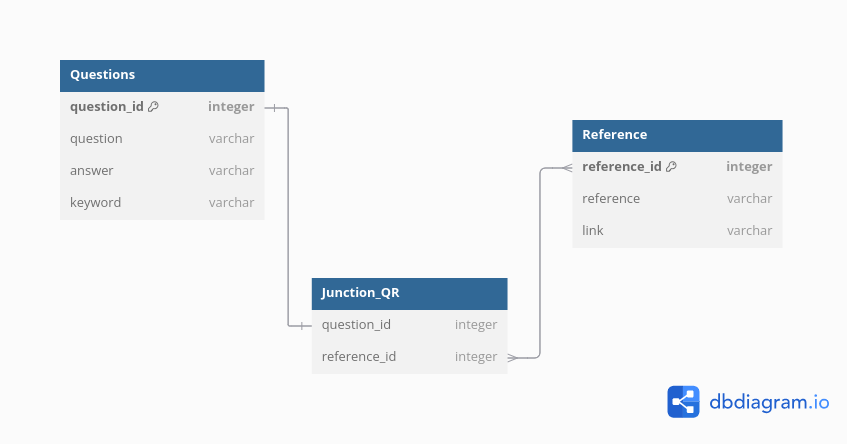 Questions
question_id integer
question varchar
answer varchar
keyword varchar
Reference
reference_id integer
reference varchar
link varchar
Junction_QR
question_id integer
reference_id integer
dbdiagram.io